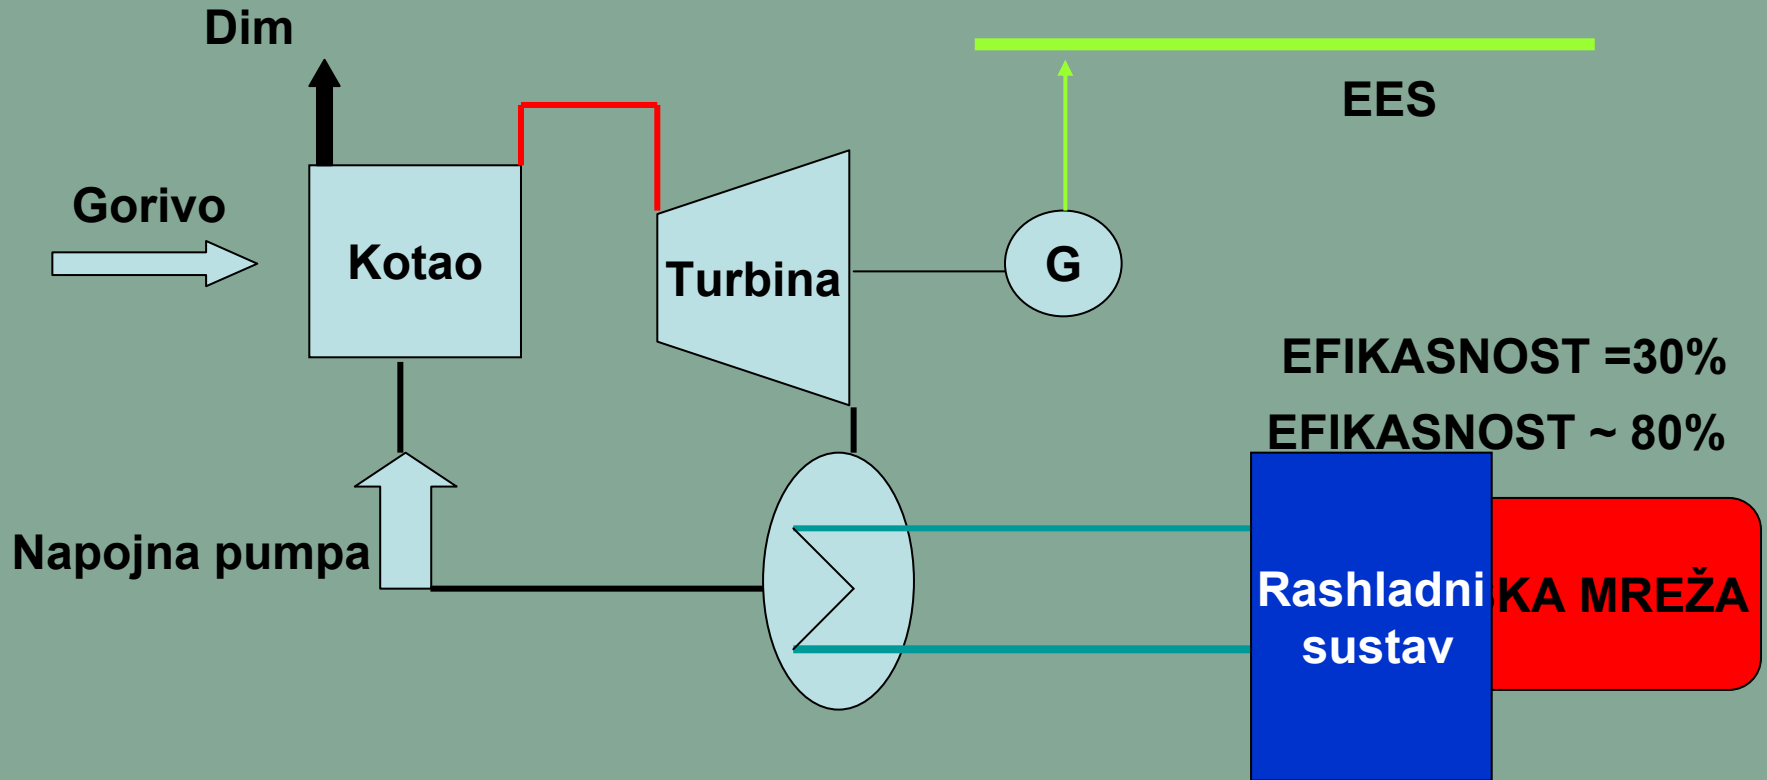 Dim
EES
Gorivo
Kotao
Turbina
G
EFIKASNOST =30%
EFIKASNOST ~ 80%
Napojna pumpa
Rashladni
sustav
KA MREŽA